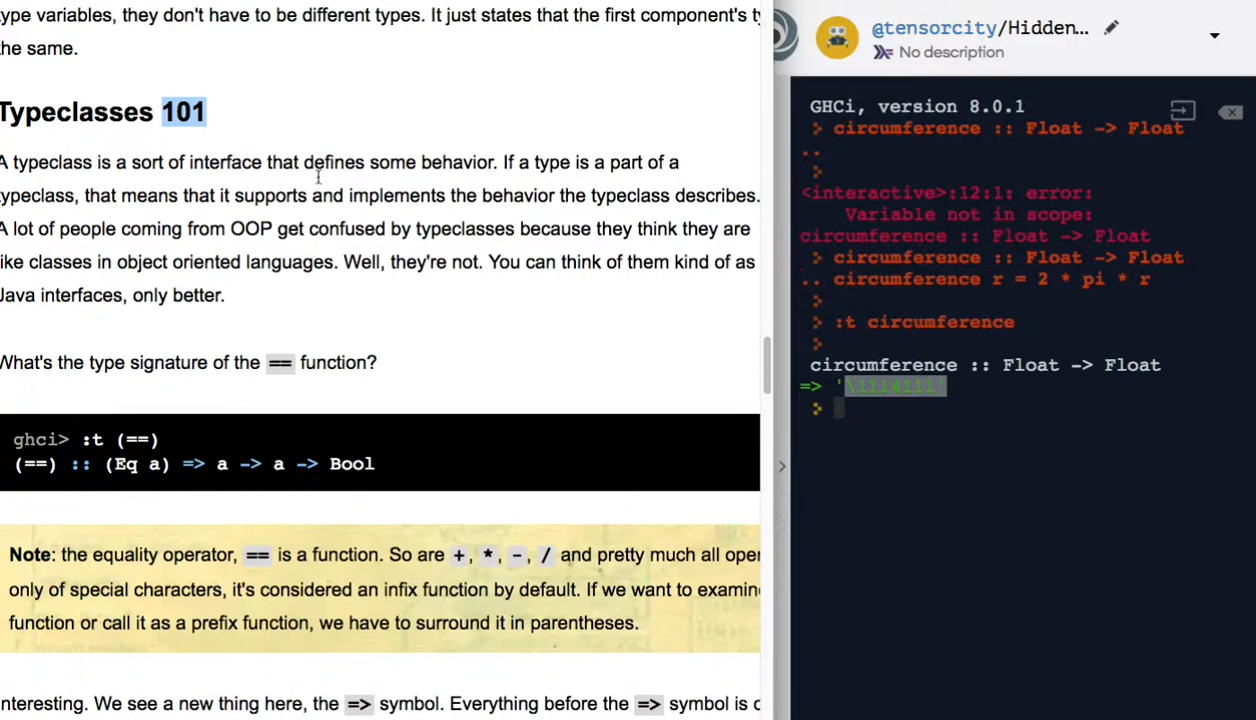 type variables, they don't have to be different types. It just states that the first component's
the same.
Typeclasses 101
A typeclass is a sort of interface that defines some behavior. If a type is a part of a
typeclass, that means that it supports and implements the behavior the typeclass describes.
A lot of people coming from OOP get confused by typeclasses because they think they are
like classes in object oriented languages. Well, they're not. You can think of them kind of as
Java interfaces, only better.
What's the type signature of the == function?
ghci> :t (==)
(==) :: (Eq a) => a -> a -> Bool
Note: the equality operator, == is a function. So are +, *, -, / and pretty much all
only of special characters, it's considered an infix function by default. If we want to
function or call it as a prefix function, we have to surround it in parentheses.
Interesting. We see a new thing here, the => symbol. Everything before the => symbol is
@tensorcity/Hidden...
No description
GHCi, version 8.0.1
> circumference :: Float -> Float
..
>
<interactive>:12:1: error:
Variable not in scope:
circumference :: Float -> Float
> circumference :: Float -> Float
.. circumference r = 2 * pi * r
>
> :t circumference
>
circumference :: Float -> Float
=> '\1114111'
>